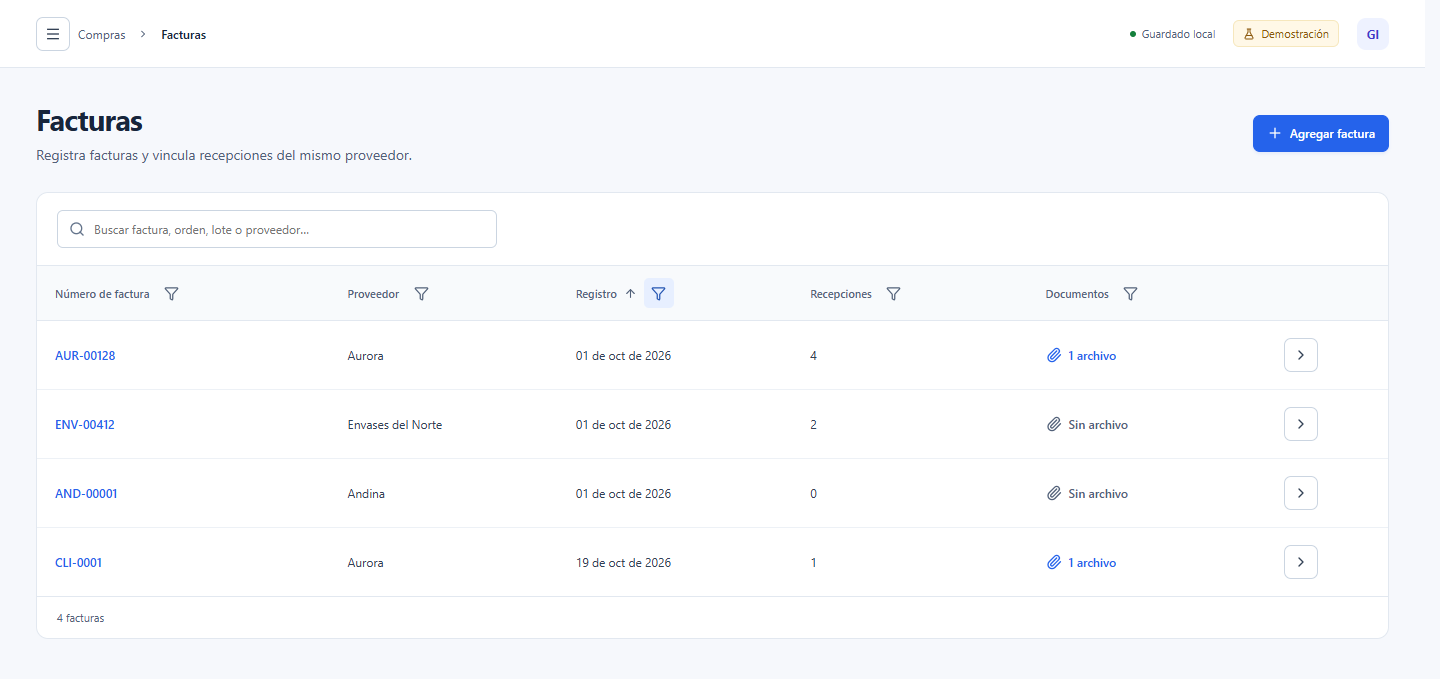 Compras > Facturas
Guardado local
Demostración
GI
Facturas
Registra facturas y vincula recepciones del mismo proveedor.
+ Agregar factura
Buscar factura, orden, lote o proveedor...
Número de factura Proveedor Registro ↑ Recepciones Documentos
AUR-00128 Aurora 01 de oct de 2026 4 1 archivo
ENV-00412 Envases del Norte 01 de oct de 2026 2 Sin archivo
AND-00001 Andina 01 de oct de 2026 0 Sin archivo
CLI-0001 Aurora 19 de oct de 2026 1 1 archivo
4 facturas